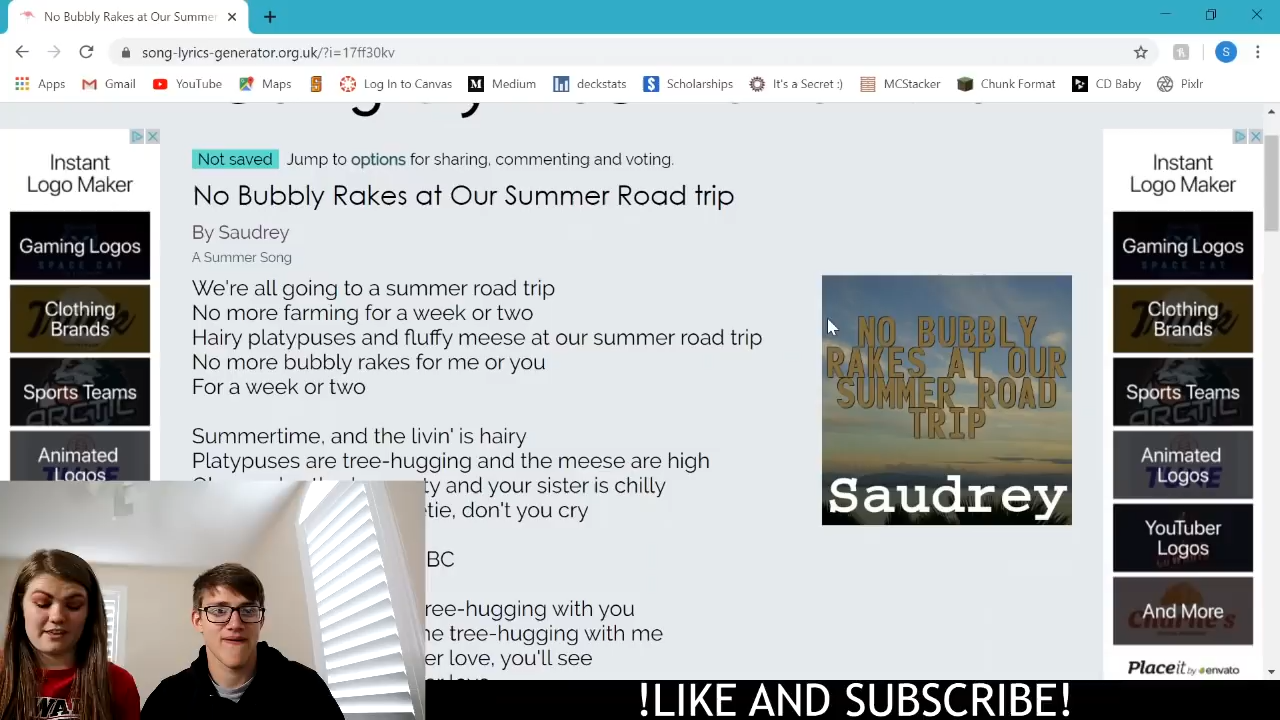 No Bubbly Rakes at Our Summer
song-lyrics-generator.org.uk/?i=17ff30kv
S
Apps Gmail YouTube Maps Log In to Canvas Medium deckstats Scholarships It's a Secret :) MCStacker Chunk Format CD Baby Pixlr
Not saved Jump to options for sharing, commenting and voting.
No Bubbly Rakes at Our Summer Road trip
By Saudrey
A Summer Song
We're all going to a summer road trip
No more farming for a week or two
Hairy platypuses and fluffy meese at our summer road trip
No more bubbly rakes for me or you
For a week or two
Summertime, and the livin' is hairy
Platypuses are tree-hugging and the meese are high
ty and your sister is chilly
etie, don't you cry
BC
ree-hugging with you
ne tree-hugging with me
er love, you'll see
NO BUBBLY
RAKES AT OUR
SUMMER ROAD
TRIP
Saudrey
Instant
Logo Maker
Gaming Logos
Clothing
Brands
Sports Teams
ARCTIC
Animated
Logos
Instant
Logo Maker
Gaming Logos
Clothing
Brands
Sports Teams
ARCTIC
Animated
Logos
YouTuber
Logos
And More
Placeit by envato
!LIKE AND SUBSCRIBE!